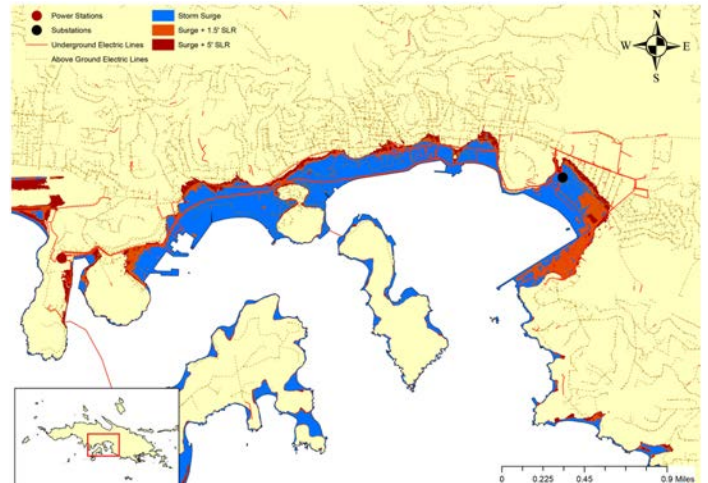 Power Stations
Substations
Underground Electric Lines
Above Ground Electric Lines
Storm Surge
Surge + 1.5' SLR
Surge + 5' SLR
N
W
E
S
0
0.225
0.45
0.9 Miles